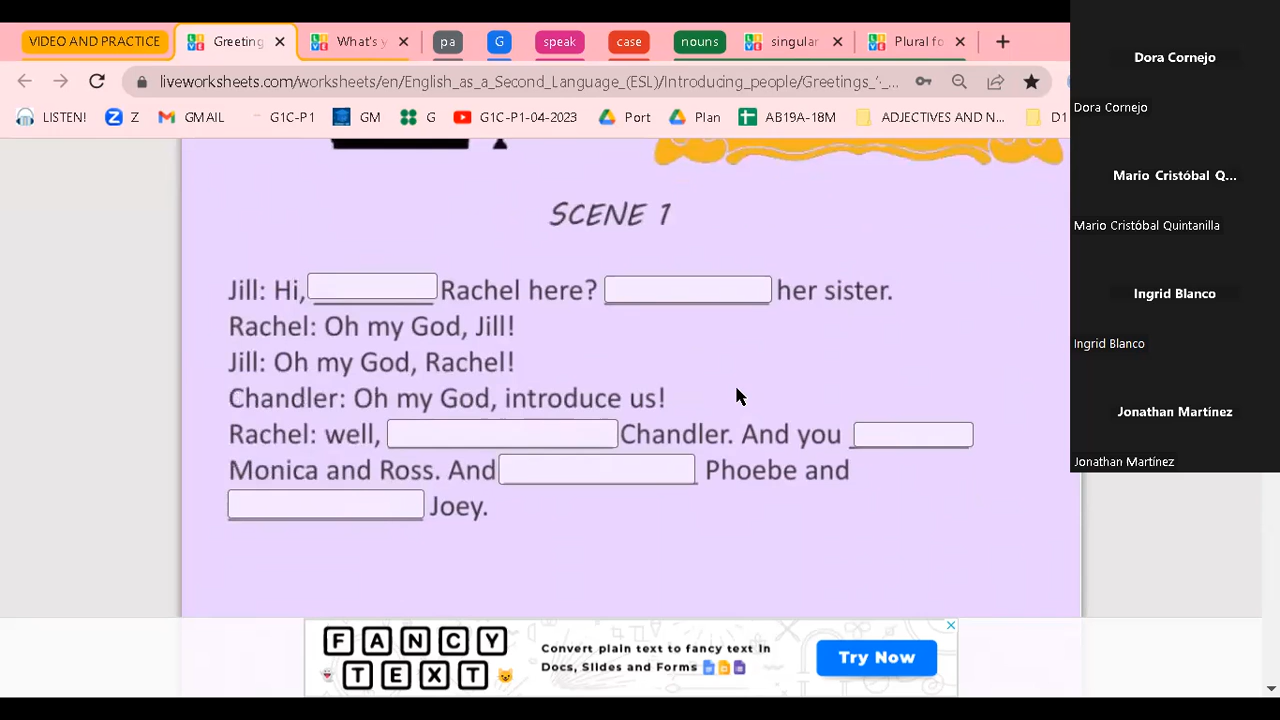 VIDEO AND PRACTICE
Greeting
What's y
pa
G
speak
case
nouns
singular
Plural fo
liveworksheets.com/worksheets/en/English_as_a_Second_Language_(ESL)/Introducing_people/Greetings_'-_...
LISTEN!
Z
GMAIL
G1C-P1
GM
G
G1C-P1-04-2023
Port
Plan
AB19A-18M
ADJECTIVES AND N...
D1
SCENE 1
Jill: Hi, Rachel here? her sister.
Rachel: Oh my God, Jill!
Jill: Oh my God, Rachel!
Chandler: Oh my God, introduce us!
Rachel: well, Chandler. And you
Monica and Ross. And Phoebe and
Joey.
FANCY
TEXT
Convert plain text to fancy text in
Docs, Slides and Forms
Try Now
Dora Cornejo
Dora Cornejo
Mario Cristóbal Q...
Mario Cristóbal Quintanilla
Ingrid Blanco
Ingrid Blanco
Jonathan Martínez
Jonathan Martínez